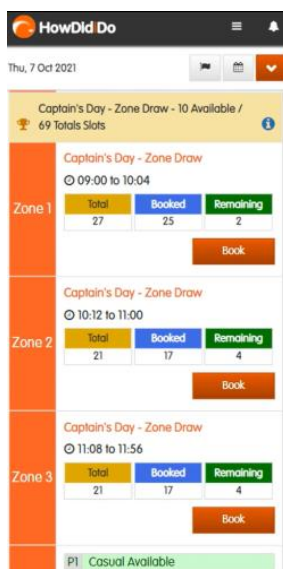 HowDidiDo
Thu, 7 Oct 2021
Captain's Day - Zone Draw - 10 Available /
69 Totals Slots
Zone 1
Captain's Day - Zone Draw
09:00 to 10:04
Total Booked Remaining
27 25 2
Book
Zone 2
Captain's Day - Zone Draw
10:12 to 11:00
Total Booked Remaining
21 17 4
Book
Zone 3
Captain's Day - Zone Draw
11:08 to 11:56
Total Booked Remaining
21 17 4
Book
P1 Casual Available